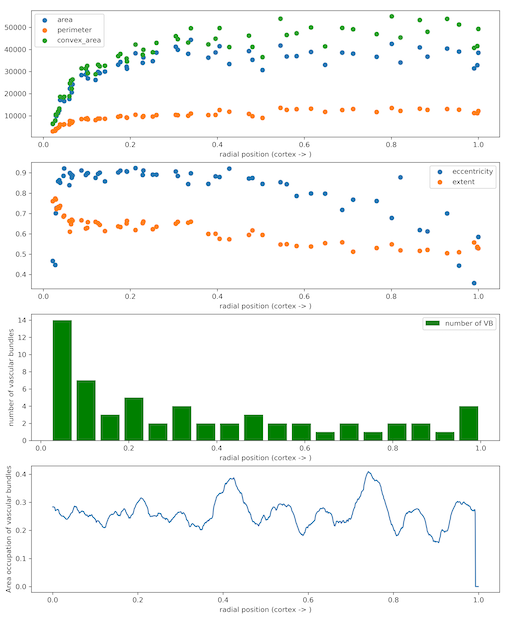 area
perimeter
convex_area
50000
40000
30000
20000
10000
0.0 0.2 0.4 0.6 0.8 1.0
radial position (cortex -> )
eccentricity
extent
0.9
0.8
0.7
0.6
0.5
0.4
0.0 0.2 0.4 0.6 0.8 1.0
radial position (cortex -> )
number of VB
number of vascular bundles
14
12
10
8
6
4
2
0
0.0 0.2 0.4 0.6 0.8 1.0
radial position (cortex -> )
Area occupation of vascular bundles
0.4
0.3
0.2
0.1
0.0
0.0 0.2 0.4 0.6 0.8 1.0
radial position (cortex -> )